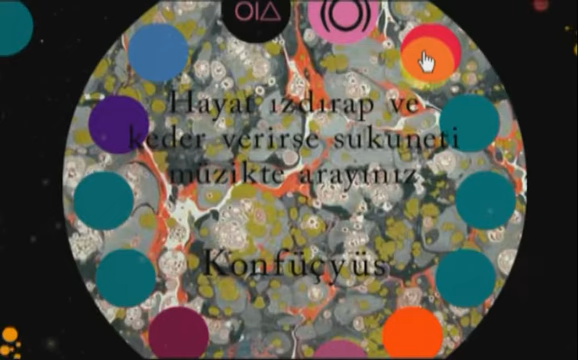 Hayat ızdırap ve
keder verirse sukuneti
müzikte arayınız
Konfüçyüs